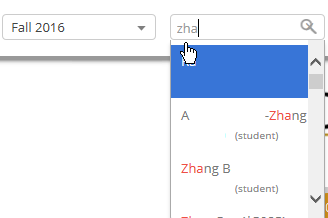 Fall 2016
zha
A -Zhang
(student)
Zhang B
(student)